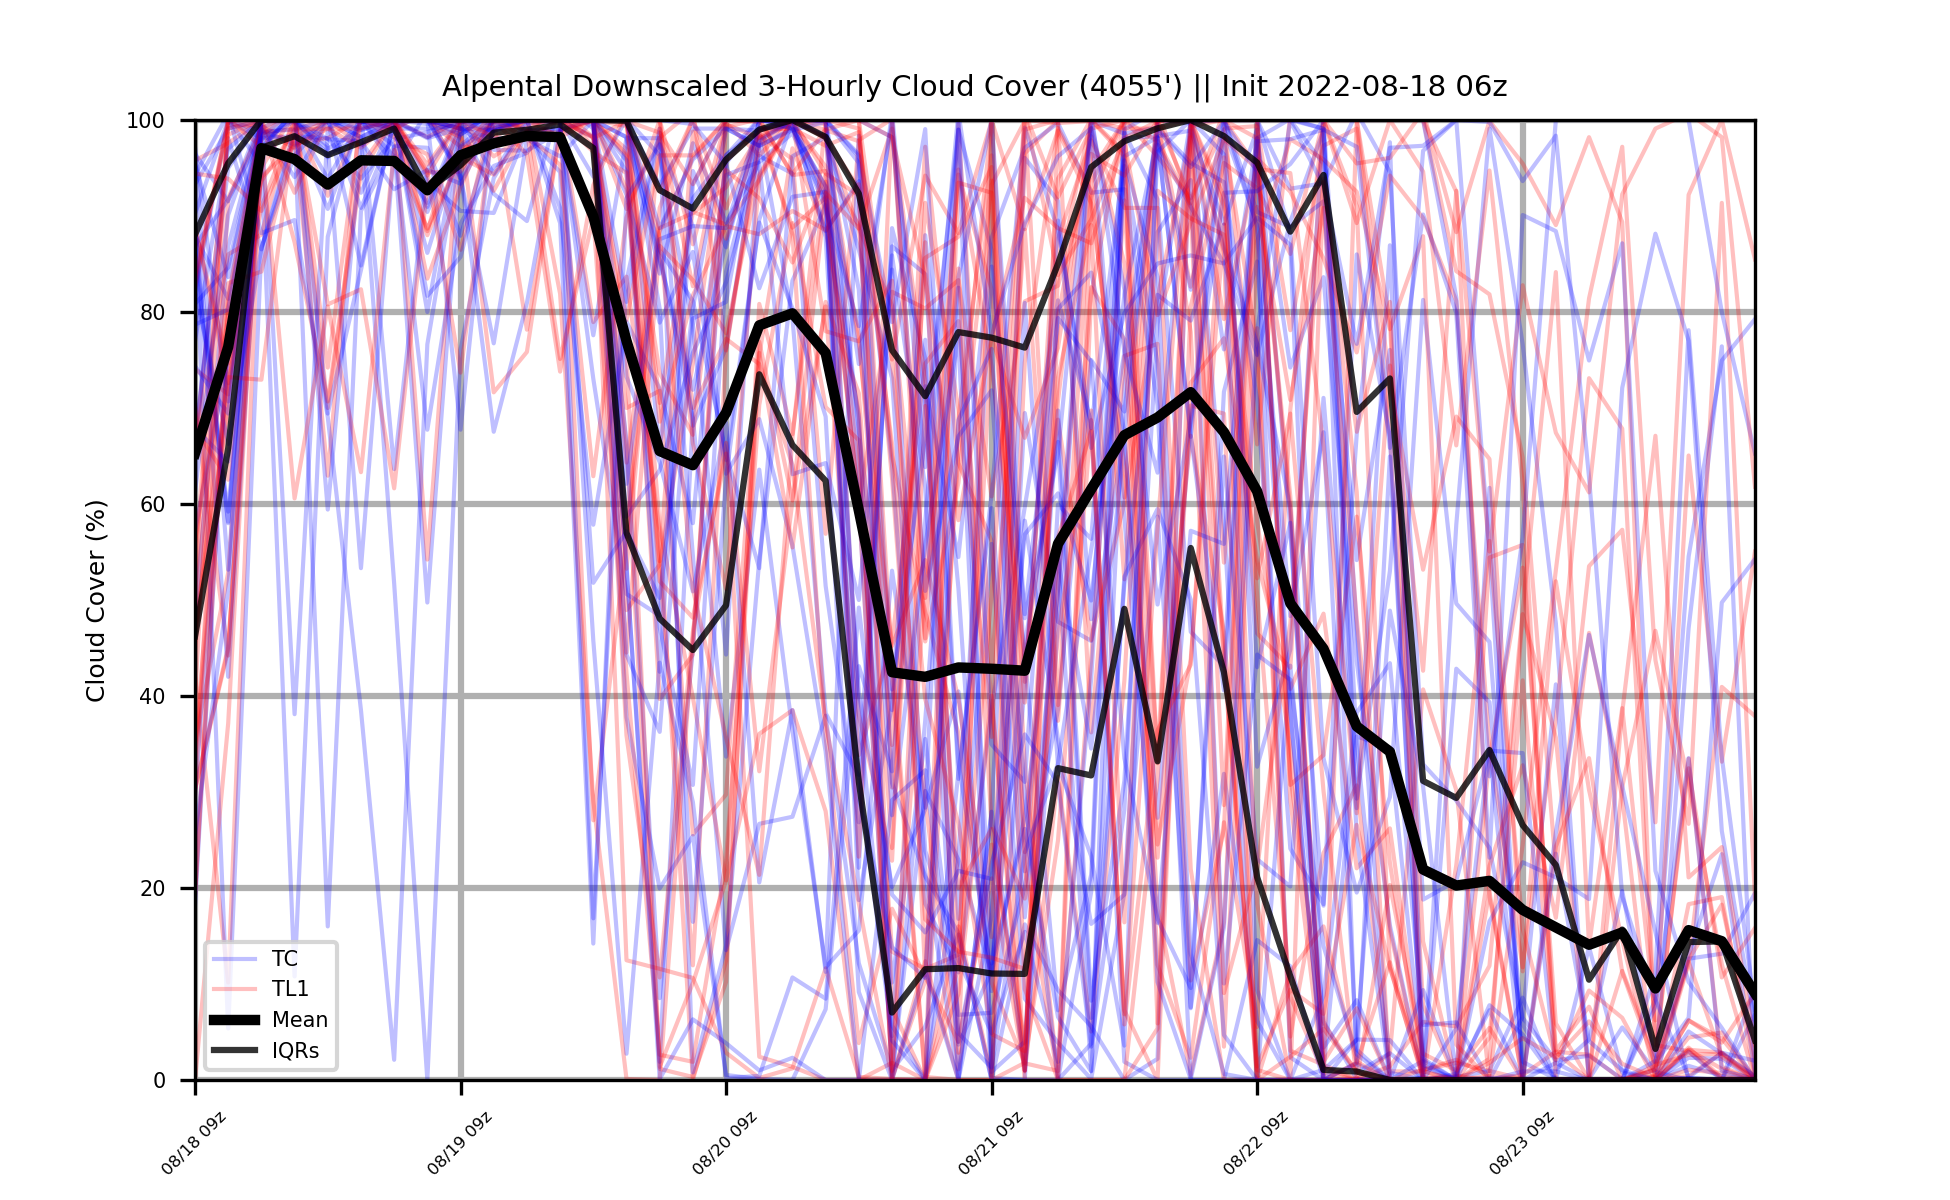 Alpental Downscaled 3-Hourly Cloud Cover (4055') || Init 2022-08-18 06z
Cloud Cover (%)
100
80
60
40
20
0
TC
TL1
Mean
IQRs
08/18 09z
08/19 09z
08/20 09z
08/21 09z
08/22 09z
08/23 09z